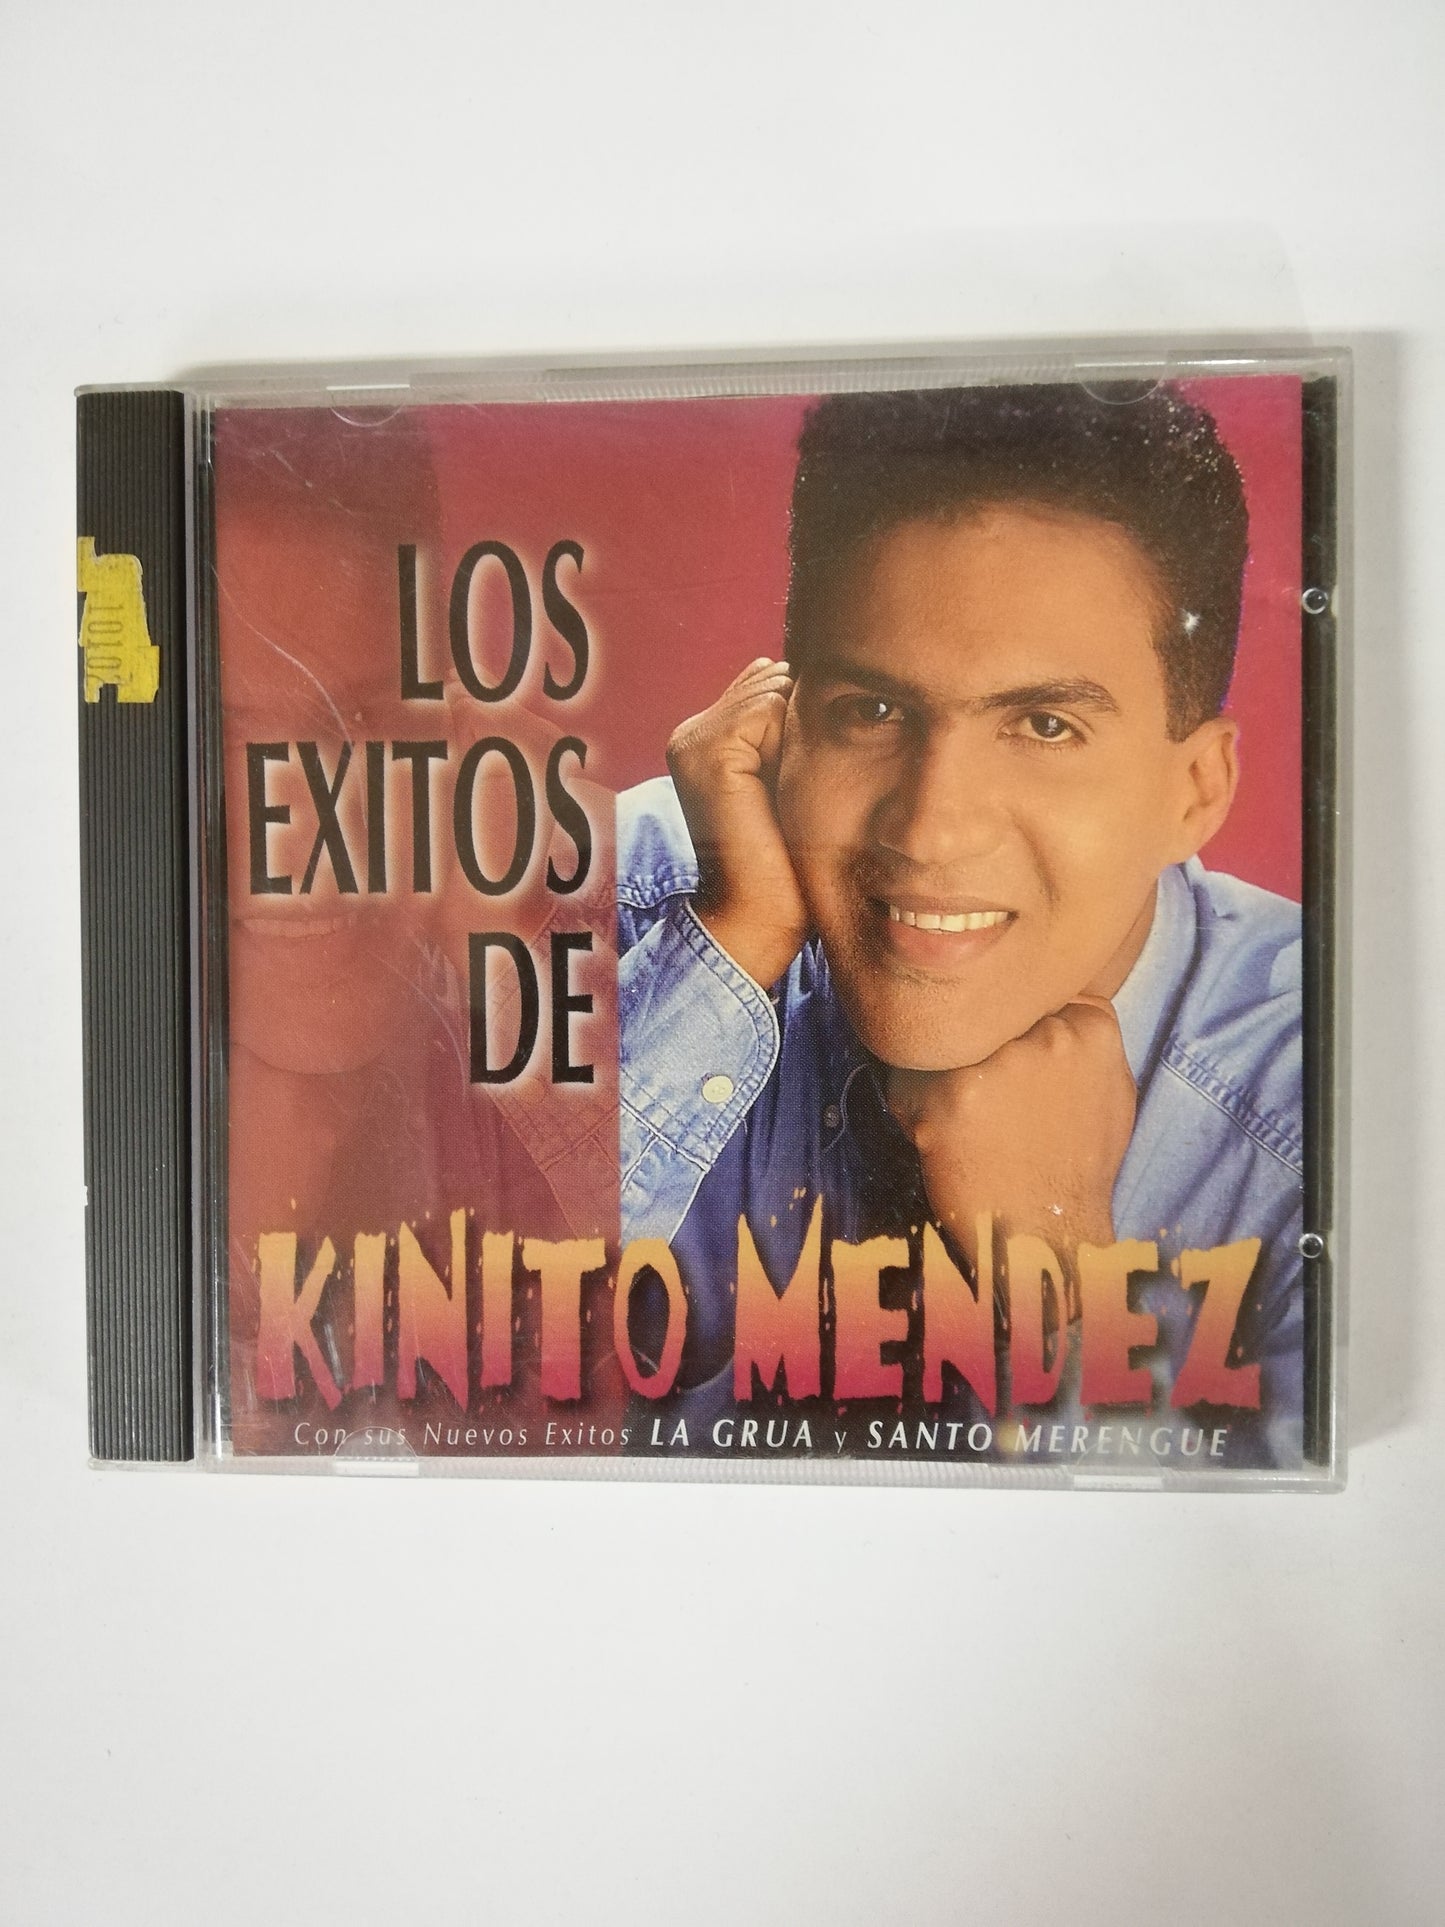 LOS
EXITOS
DE
KINITO MENDEZ
Con sus Nuevos Exitos LA GRUA y SANTO MERENGUE